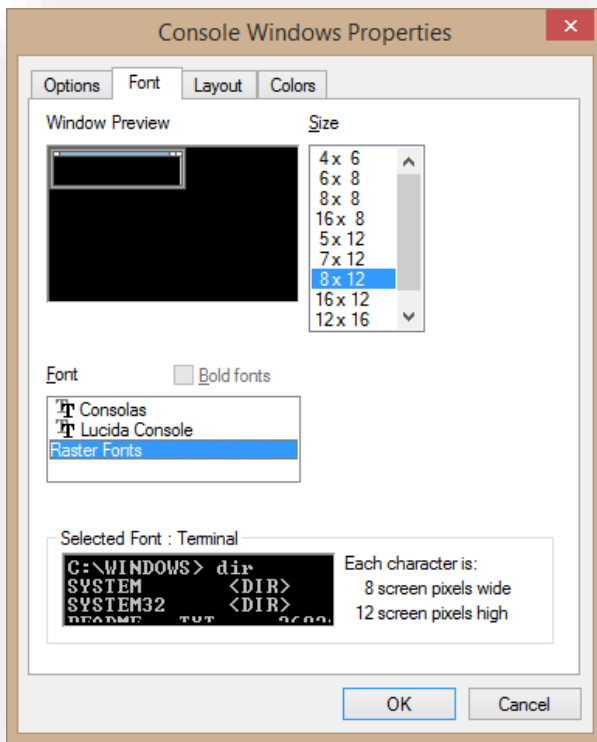 Console Windows Properties
Options Font Layout Colors
Window Preview
Size
4 x 6
6 x 8
8 x 8
16 x 8
5 x 12
7 x 12
8 x 12
16 x 12
12 x 16
Font
Bold fonts
Consolas
Lucida Console
Raster Fonts
Selected Font : Terminal
C:\WINDOWS> dir
SYSTEM <DIR>
SYSTEM32 <DIR>
README TXT
Each character is:
8 screen pixels wide
12 screen pixels high
OK Cancel